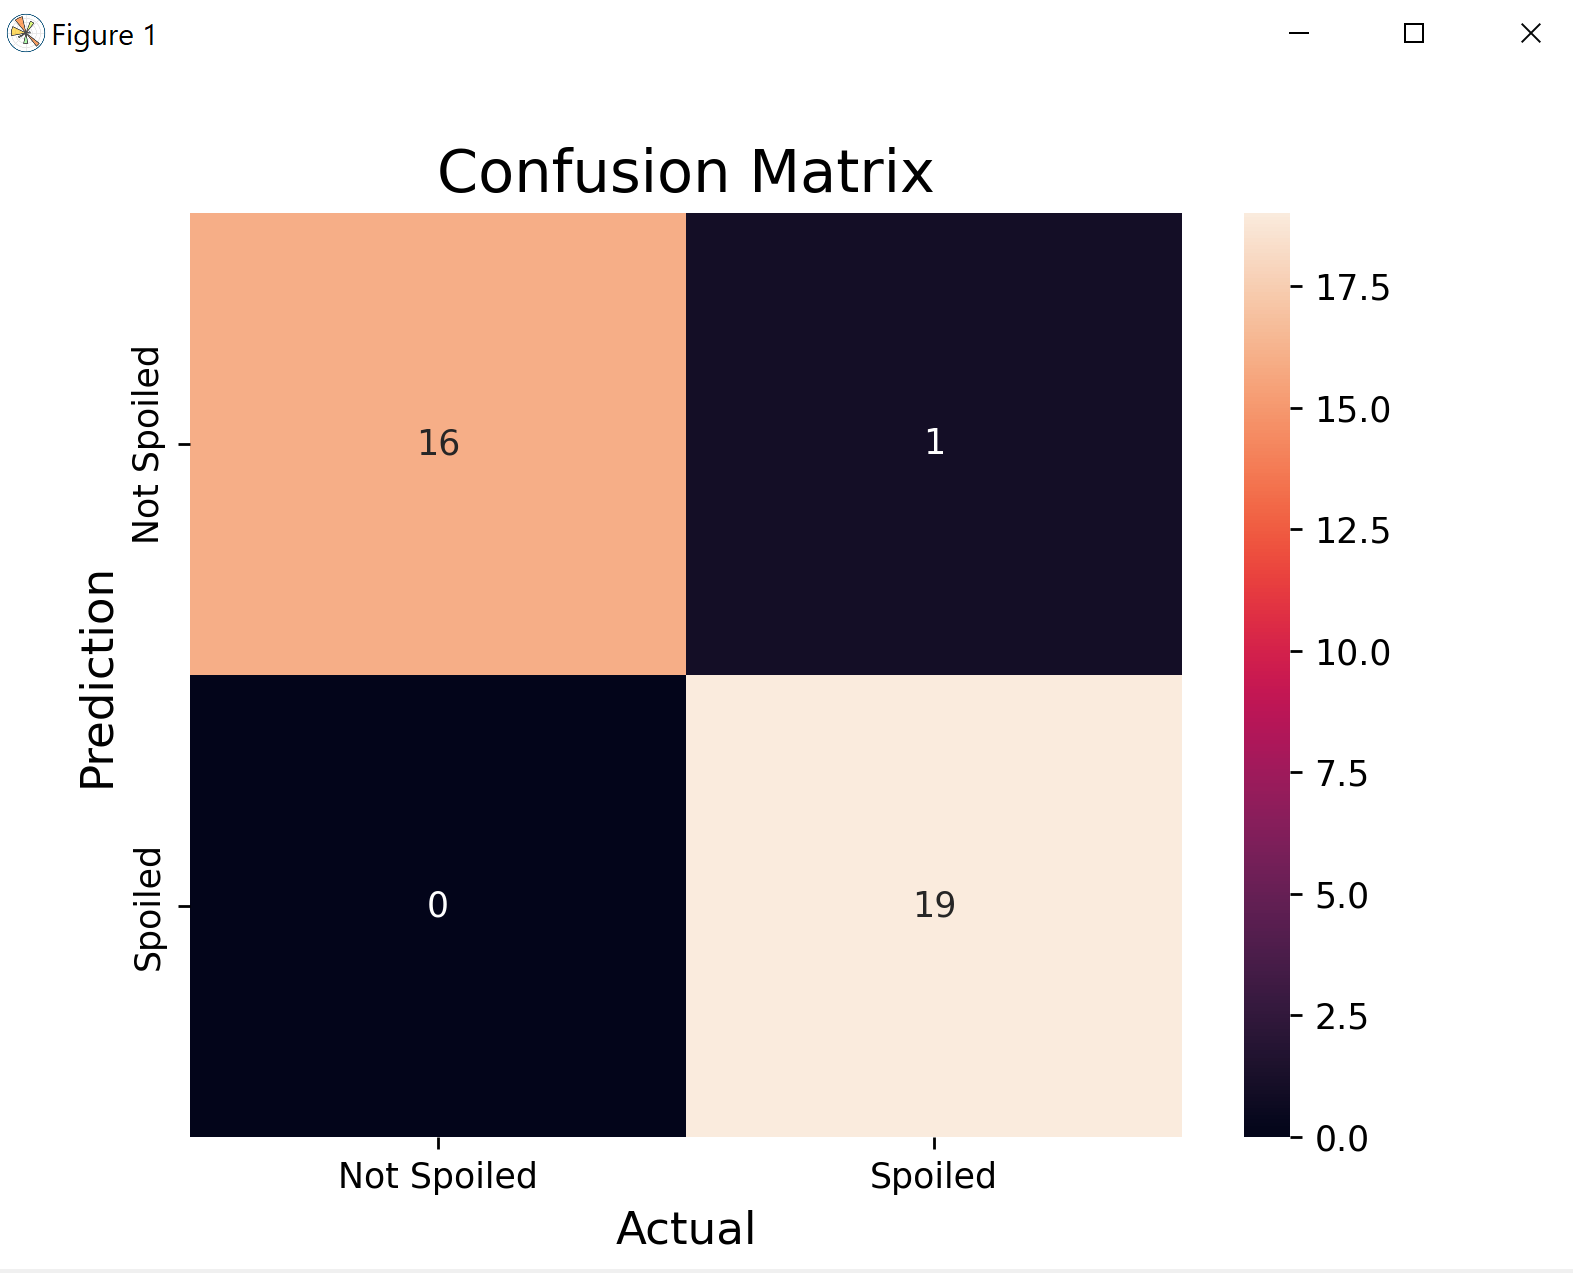 Figure 1
Confusion Matrix
Prediction
Not Spoiled
Spoiled
16
1
0
19
Not Spoiled
Spoiled
Actual
17.5
15.0
12.5
10.0
7.5
5.0
2.5
0.0